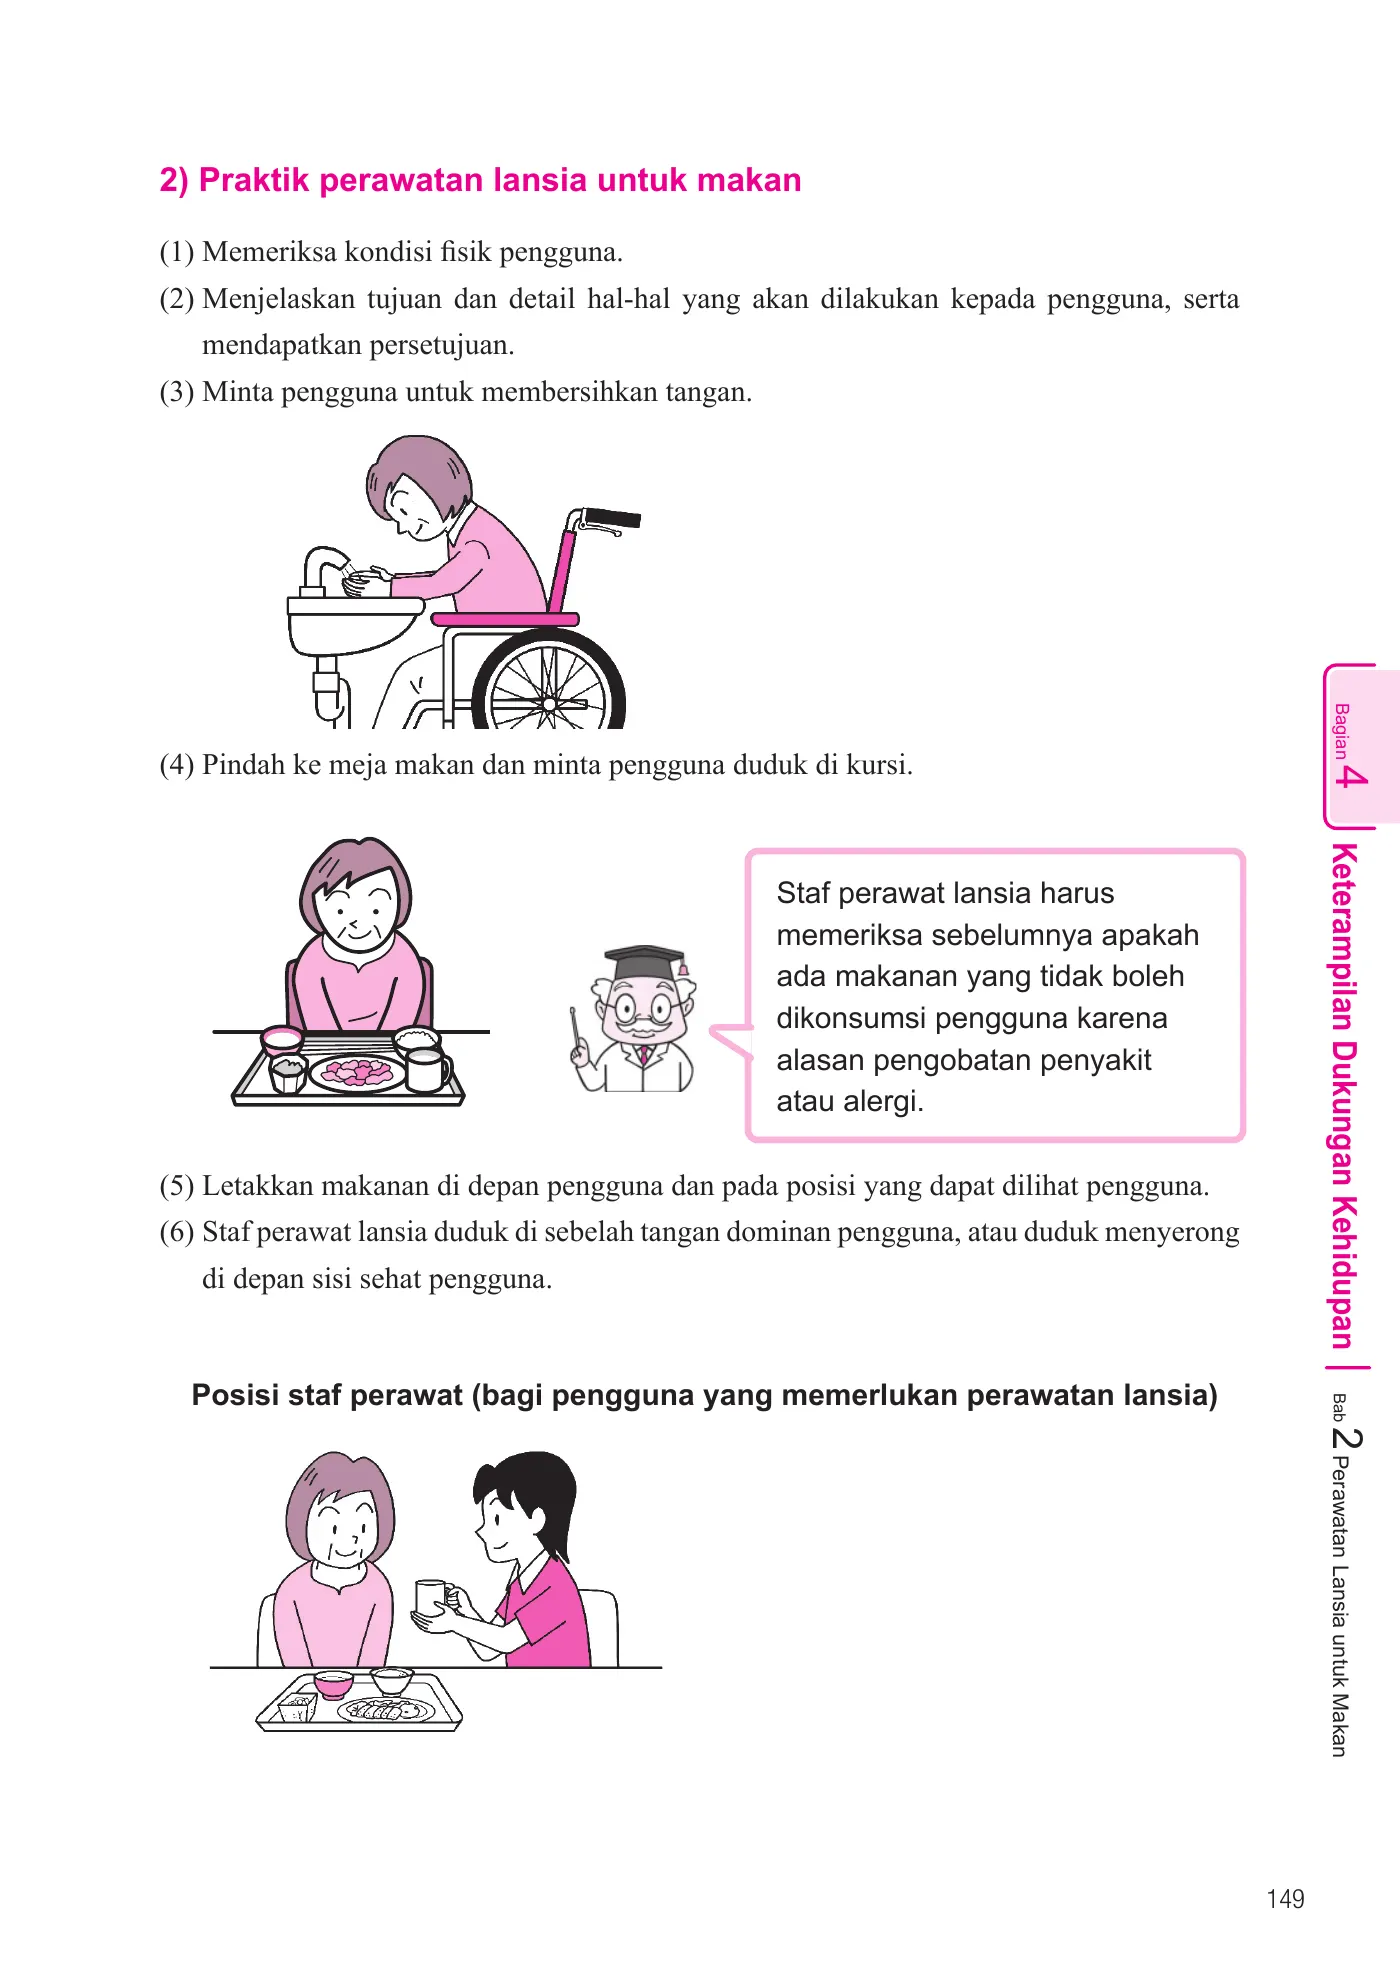 2) Praktik perawatan lansia untuk makan
(1) Memeriksa kondisi fisik pengguna.
(2) Menjelaskan tujuan dan detail hal-hal yang akan dilakukan kepada pengguna, serta
mendapatkan persetujuan.
(3) Minta pengguna untuk membersihkan tangan.
(4) Pindah ke meja makan dan minta pengguna duduk di kursi.
Staf perawat lansia harus
memeriksa sebelumnya apakah
ada makanan yang tidak boleh
dikonsumsi pengguna karena
alasan pengobatan penyakit
atau alergi.
(5) Letakkan makanan di depan pengguna dan pada posisi yang dapat dilihat pengguna.
(6) Staf perawat lansia duduk di sebelah tangan dominan pengguna, atau duduk menyerong
di depan sisi sehat pengguna.
Posisi staf perawat (bagi pengguna yang memerlukan perawatan lansia)
Bagian 4
Keterampilan Dukungan Kehidupan
Bab 2 Perawatan Lansia untuk Makan
149